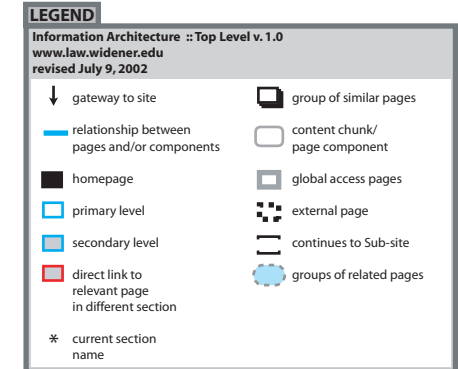 LEGEND
Information Architecture :: Top Level v. 1.0
www.law.widener.edu
revised July 9, 2002
gateway to site
relationship between
pages and/or components
homepage
primary level
secondary level
direct link to
relevant page
in different section
* current section
name
group of similar pages
content chunk/
page component
global access pages
external page
continues to Sub-site
groups of related pages